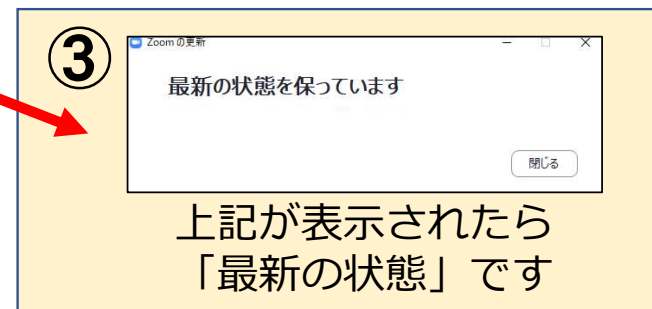 ③
Zoom の更新
最新の状態を保っています
閉じる
上記が表示されたら
「最新の状態」です